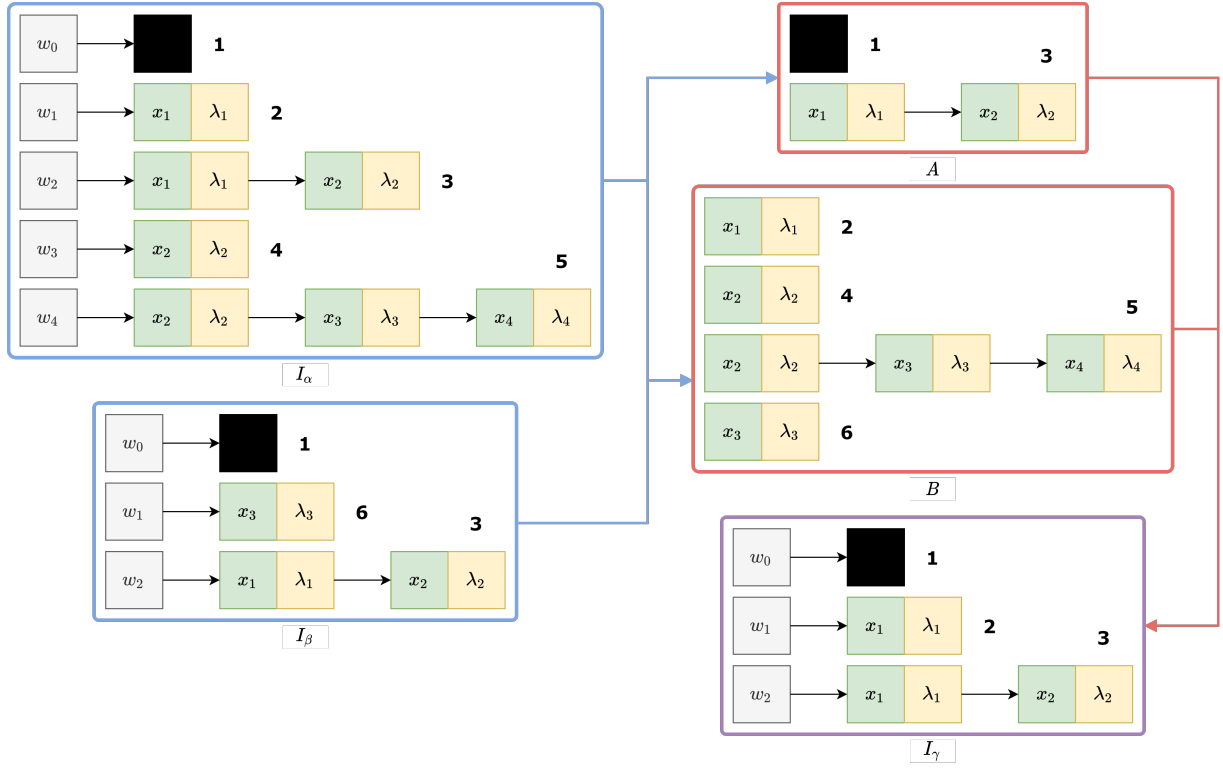 w₀ 1
w₁ x₁ λ₁ 2
w₂ x₁ λ₁ x₂ λ₂ 3
w₃ x₂ λ₂ 4
w₄ x₂ λ₂ x₃ λ₃ x₄ λ₄ 5
I_α
w₀ 1
w₁ x₃ λ₃ 6
w₂ x₁ λ₁ x₂ λ₂ 3
I_β
1
x₁ λ₁ x₂ λ₂ 3
A
x₁ λ₁ 2
x₂ λ₂ 4
x₂ λ₂ x₃ λ₃ x₄ λ₄ 5
x₃ λ₃ 6
B
w₀ 1
w₁ x₁ λ₁ 2
w₂ x₁ λ₁ x₂ λ₂ 3
I_γ